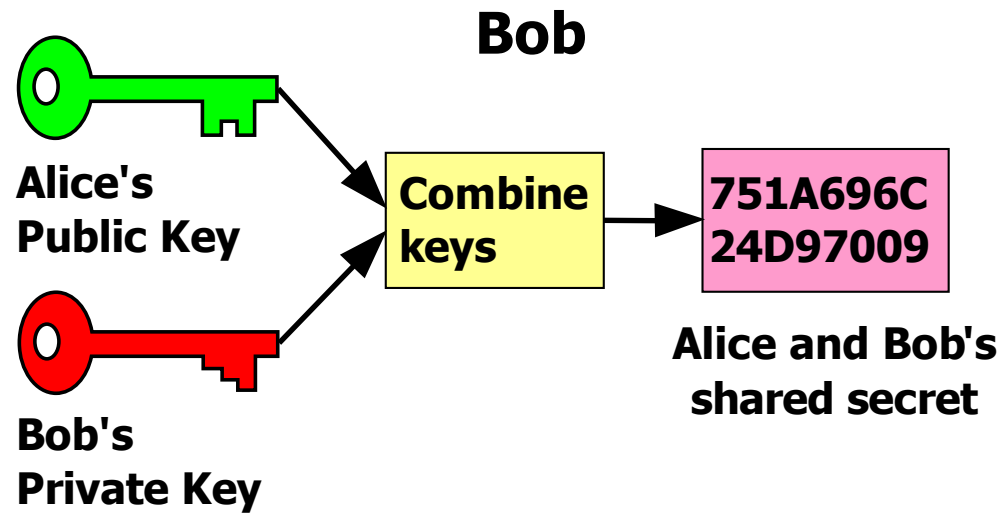 Bob
Alice's
Public Key
Combine
keys
751A696C
24D97009
Alice and Bob's
shared secret
Bob's
Private Key